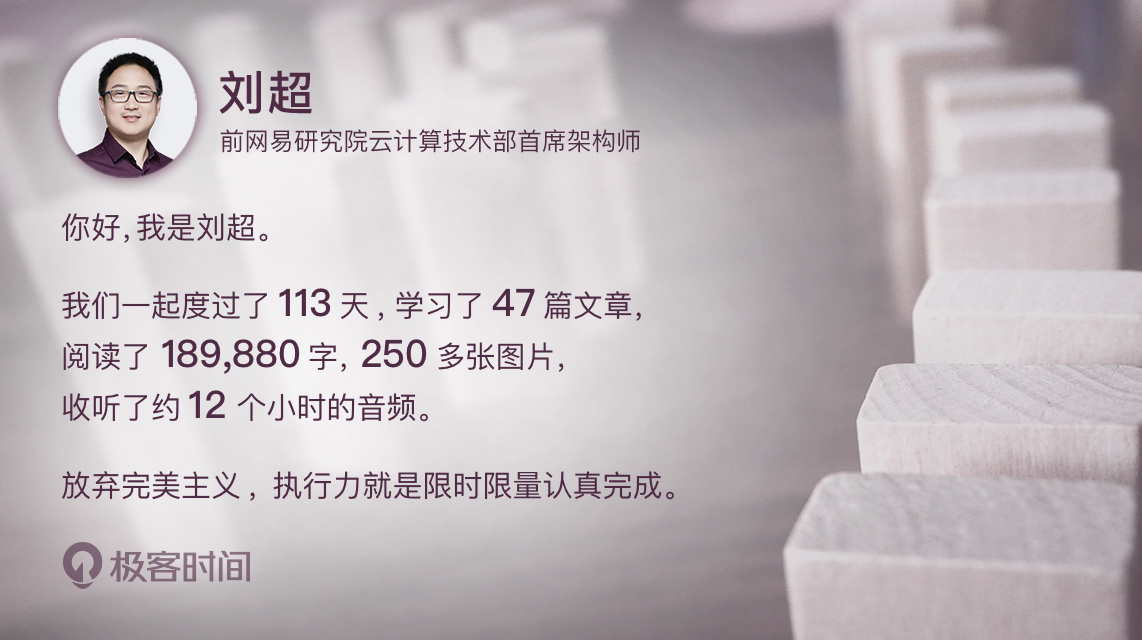 刘超
前网易研究院云计算技术部首席架构师
你好,我是刘超。
我们一起度过了 113 天 , 学习了 47 篇文章,
阅读了 189,880 字, 250 多张图片,
收听了约 12 个小时的音频。
放弃完美主义 , 执行力就是限时限量认真完成。
极客时间